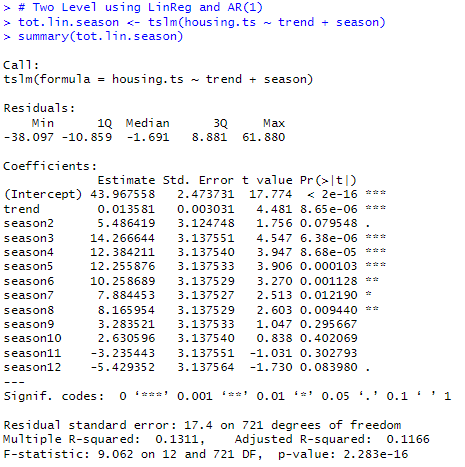 > # Two Level using LinReg and AR(1)
> tot.lin.season <- tslm(housing.ts ~ trend + season)
> summary(tot.lin.season)

Call:
tslm(formula = housing.ts ~ trend + season)

Residuals:
    Min      1Q  Median      3Q     Max
-38.097 -10.859  -1.691   8.881  61.880

Coefficients:
             Estimate Std. Error t value Pr(>|t|)
(Intercept) 43.967558   2.473731  17.774  < 2e-16 ***
trend        0.013581   0.003031   4.481 8.65e-06 ***
season2      5.486419   3.124748   1.756 0.079548 .
season3     14.266644   3.137551   4.547 6.38e-06 ***
season4     12.384211   3.137540   3.947 8.68e-05 ***
season5     12.255876   3.137533   3.906 0.000103 ***
season6     10.258689   3.137529   3.270 0.001128 **
season7      7.884453   3.137527   2.513 0.012190 *
season8      8.165954   3.137529   2.603 0.009440 **
season9      3.283521   3.137533   1.047 0.295667
season10     2.630596   3.137540   0.838 0.402069
season11    -3.235443   3.137551  -1.031 0.302793
season12    -5.429352   3.137564  -1.730 0.083980 .
---
Signif. codes:  0 ‘***’ 0.001 ‘**’ 0.01 ‘*’ 0.05 ‘.’ 0.1 ‘ ’ 1

Residual standard error: 17.4 on 721 degrees of freedom
Multiple R-squared:  0.1311,    Adjusted R-squared:  0.1166
F-statistic: 9.062 on 12 and 721 DF,  p-value: 2.283e-16